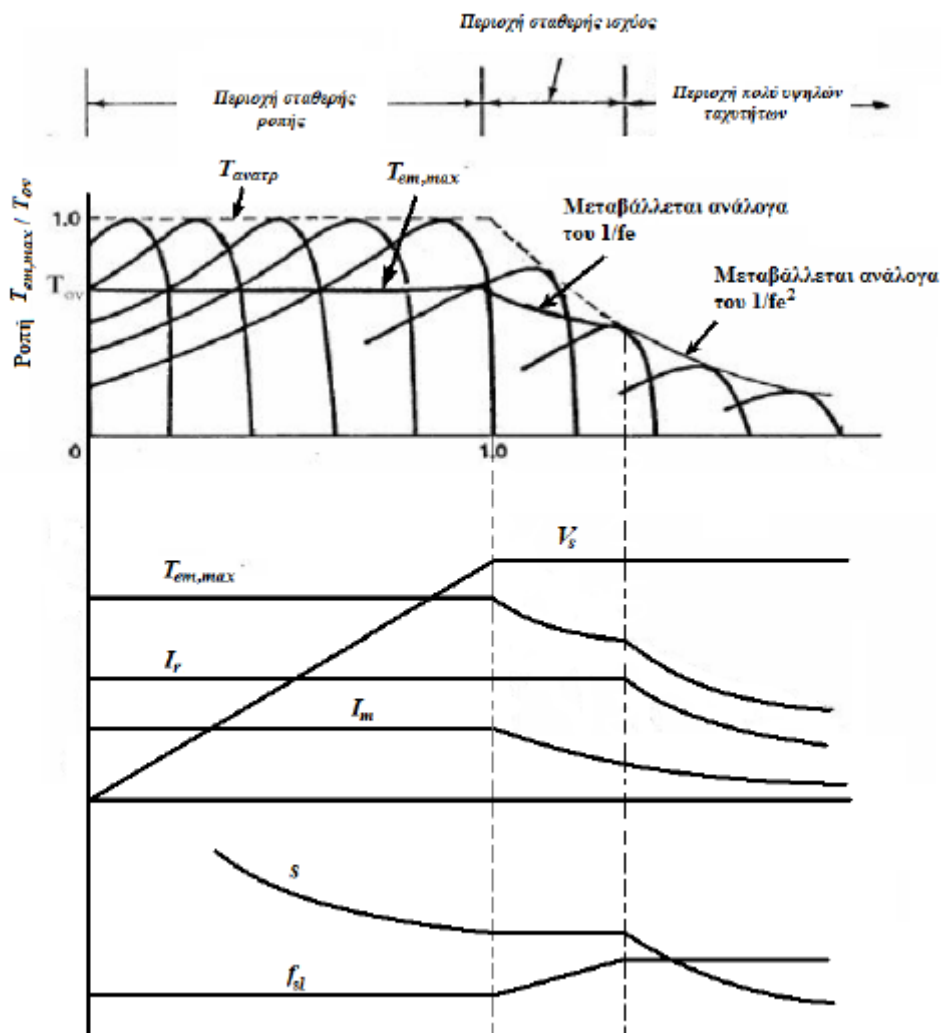 Περιοχή σταθερής ισχύος
Περιοχή σταθερής
ροπής
Περιοχή πολύ υψηλών
ταχυτήτων
Tανατρ
Tem,max
Μεταβάλλεται ανάλογα
του 1/fe
Μεταβάλλεται ανάλογα
του 1/fe²
Ροπή Tem,max / Tον
1.0
Tον
0
1.0
Vs
Tem,max
Ir
Im
s
fsl